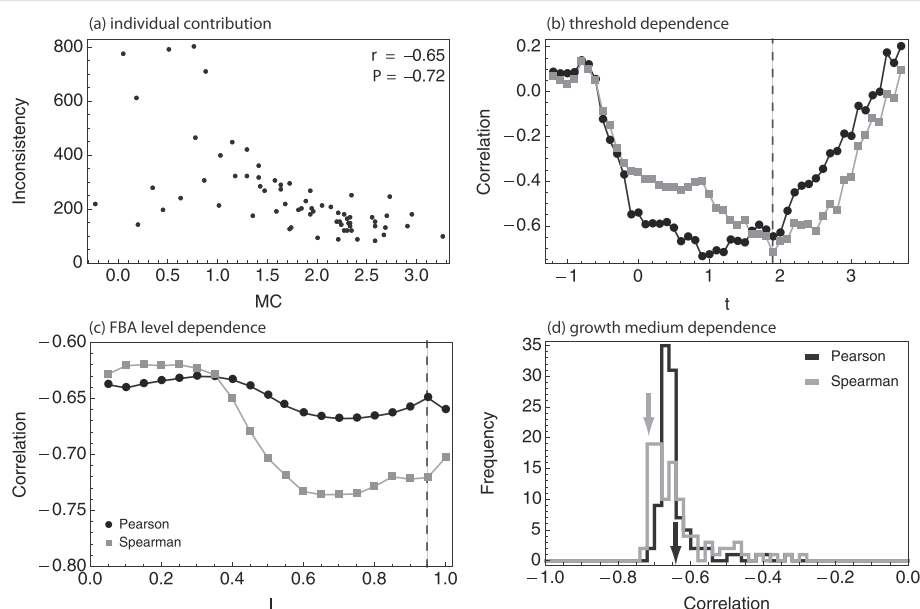 (a) individual contribution
800
600
400
200
0
0.0 0.5 1.0 1.5 2.0 2.5 3.0
Inconsistency
MC
r = −0.65
P = −0.72
(b) threshold dependence
0.2
0.0
−0.2
−0.4
−0.6
−1 0 1 2 3
Correlation
t
(c) FBA level dependence
−0.60
−0.65
−0.70
−0.75
−0.80
0.0 0.2 0.4 0.6 0.8 1.0
Correlation
Pearson
Spearman
(d) growth medium dependence
35
30
25
20
15
10
5
0
−1.0 −0.8 −0.6 −0.4 −0.2 0.0
Frequency
Correlation
Pearson
Spearman